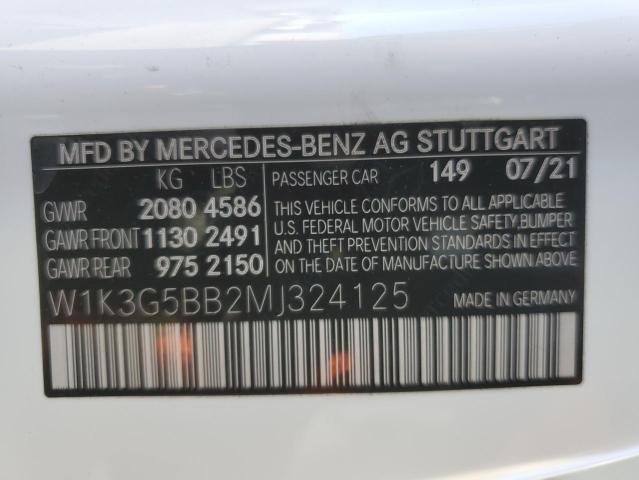 MFD BY MERCEDES-BENZ AG STUTTGART
KG LBS
GVWR 2080 4586
GAWR FRONT 1130 2491
GAWR REAR 975 2150
PASSENGER CAR 149 07/21
THIS VEHICLE CONFORMS TO ALL APPLICABLE
U.S. FEDERAL MOTOR VEHICLE SAFETY, BUMPER
AND THEFT PREVENTION STANDARDS IN EFFECT
ON THE DATE OF MANUFACTURE SHOWN ABOVE.
W1K3G5BB2MJ324125 MADE IN GERMANY